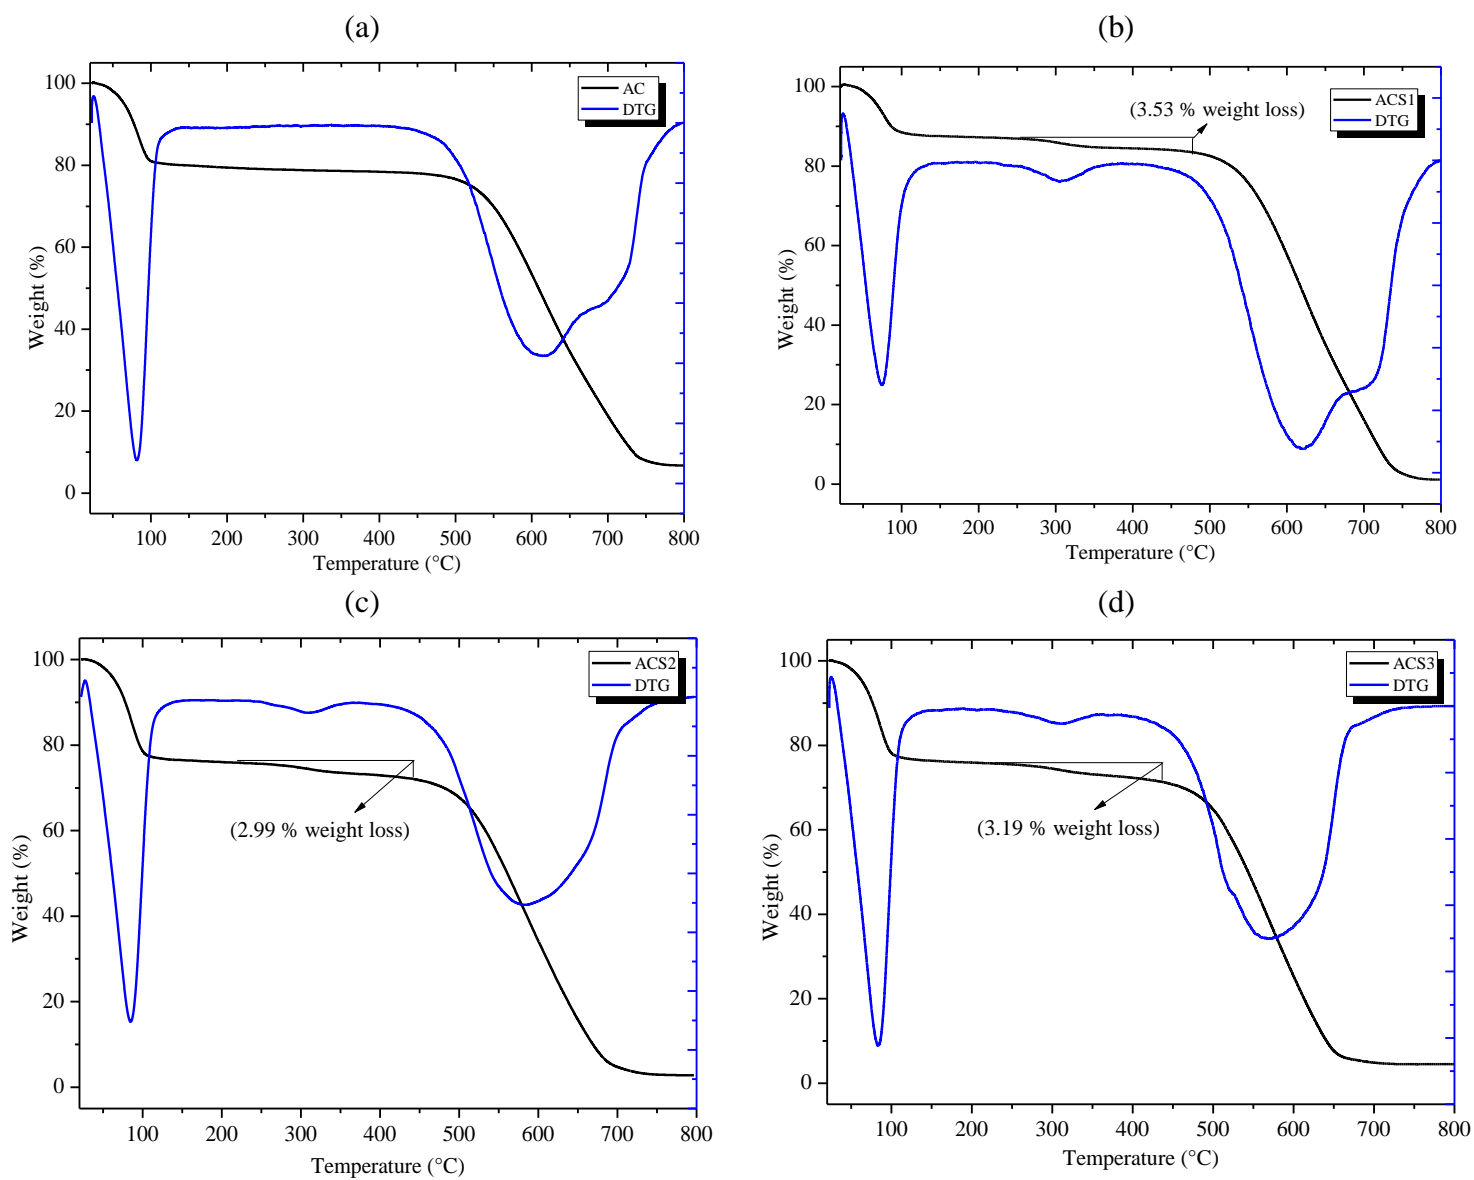 (a)
AC
DTG
100
80
60
40
20
0
Weight (%)
100 200 300 400 500 600 700 800
Temperature (°C)
(b)
(3.53 % weight loss)
ACS1
DTG
100
80
60
40
20
0
Weight (%)
100 200 300 400 500 600 700 800
Temperature (°C)
(c)
ACS2
DTG
(2.99 % weight loss)
100
80
60
40
20
0
Weight (%)
100 200 300 400 500 600 700 800
Temperature (°C)
(d)
ACS3
DTG
(3.19 % weight loss)
100
80
60
40
20
0
Weight (%)
100 200 300 400 500 600 700 800
Temperature (°C)